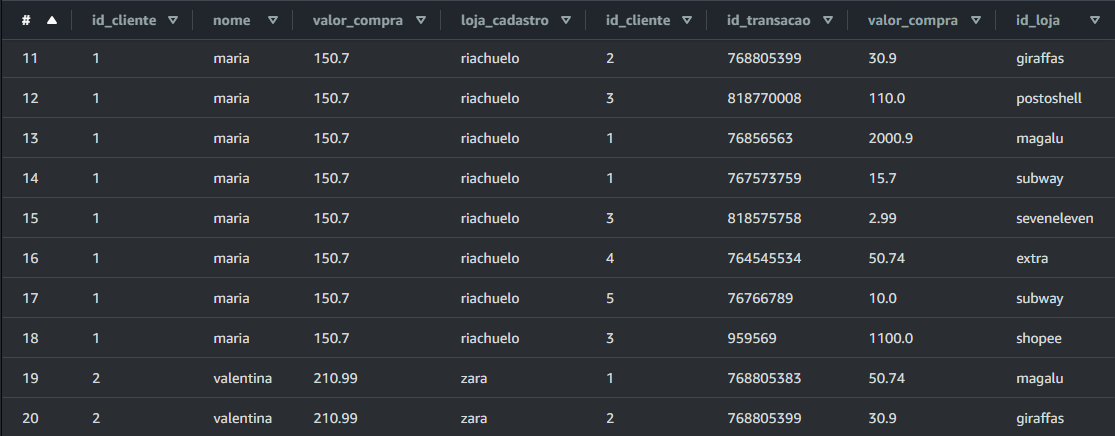 # id_cliente nome valor_compra loja_cadastro id_cliente id_transacao valor_compra id_loja
11 1 maria 150.7 riachuelo 2 768805399 30.9 giraffas
12 1 maria 150.7 riachuelo 3 818770008 110.0 postoshell
13 1 maria 150.7 riachuelo 1 76856563 2000.9 magalu
14 1 maria 150.7 riachuelo 1 767573759 15.7 subway
15 1 maria 150.7 riachuelo 3 818575758 2.99 seveneleven
16 1 maria 150.7 riachuelo 4 764545534 50.74 extra
17 1 maria 150.7 riachuelo 5 76766789 10.0 subway
18 1 maria 150.7 riachuelo 3 959569 1100.0 shopee
19 2 valentina 210.99 zara 1 768805383 50.74 magalu
20 2 valentina 210.99 zara 2 768805399 30.9 giraffas